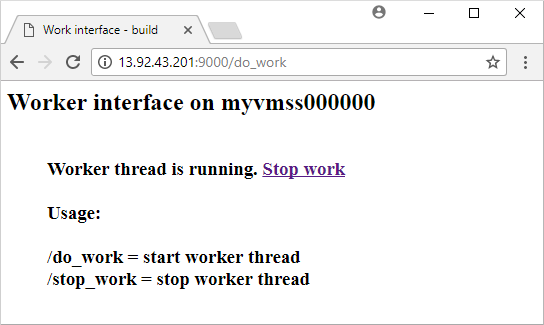 Work interface - build
13.92.43.201:9000/do_work
Worker interface on myvmss000000
Worker thread is running. Stop work
Usage:
/do_work = start worker thread
/stop_work = stop worker thread